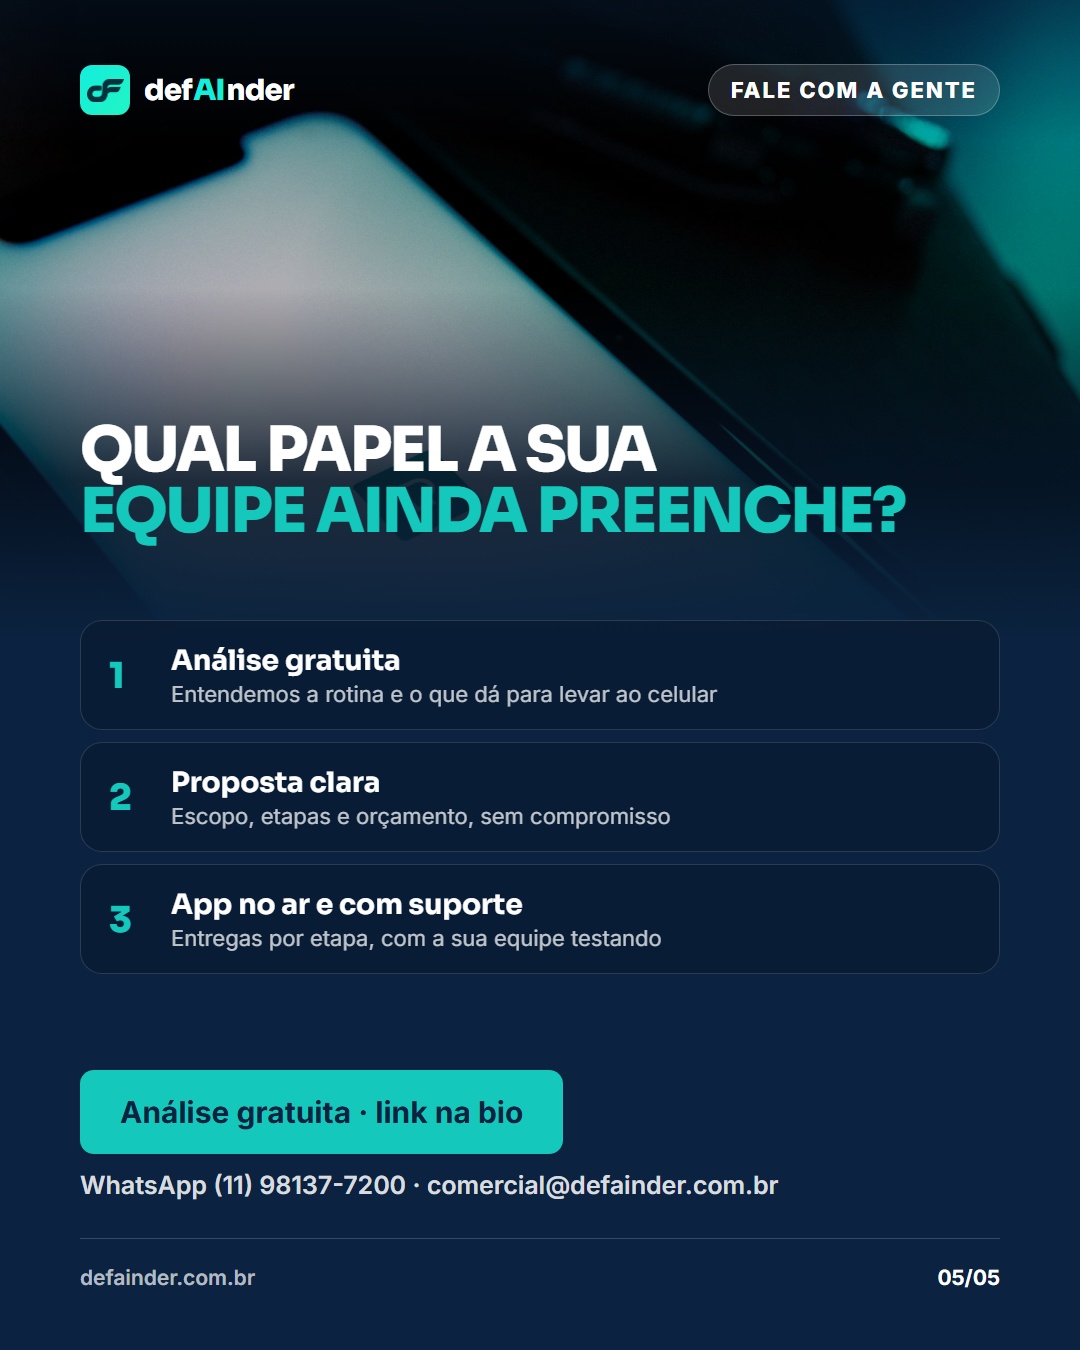 defAInder
FALE COM A GENTE
QUAL PAPEL A SUA
EQUIPE AINDA PREENCHE?
1
Análise gratuita
Entendemos a rotina e o que dá para levar ao celular
2
Proposta clara
Escopo, etapas e orçamento, sem compromisso
3
App no ar e com suporte
Entregas por etapa, com a sua equipe testando
Análise gratuita · link na bio
WhatsApp (11) 98137-7200 · comercial@defainder.com.br
defainder.com.br
05/05